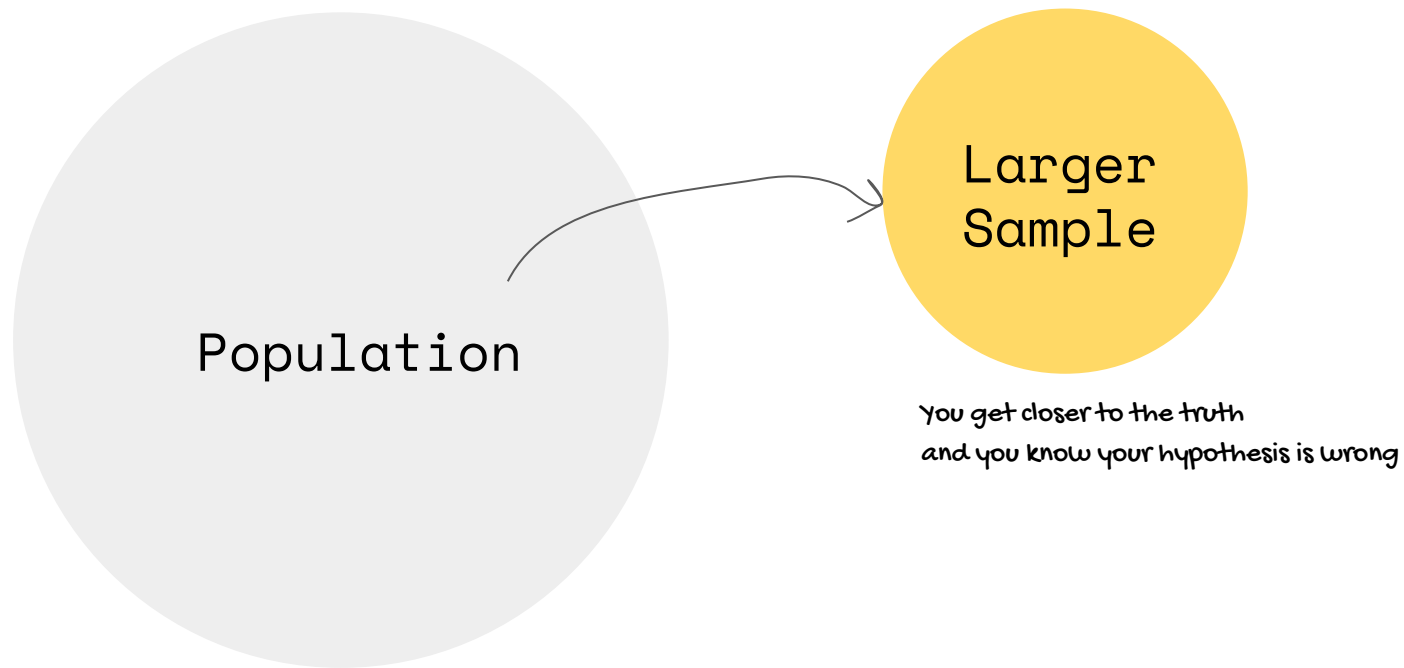 Population
Larger
Sample
You get closer to the truth
and you know your hypothesis is wrong